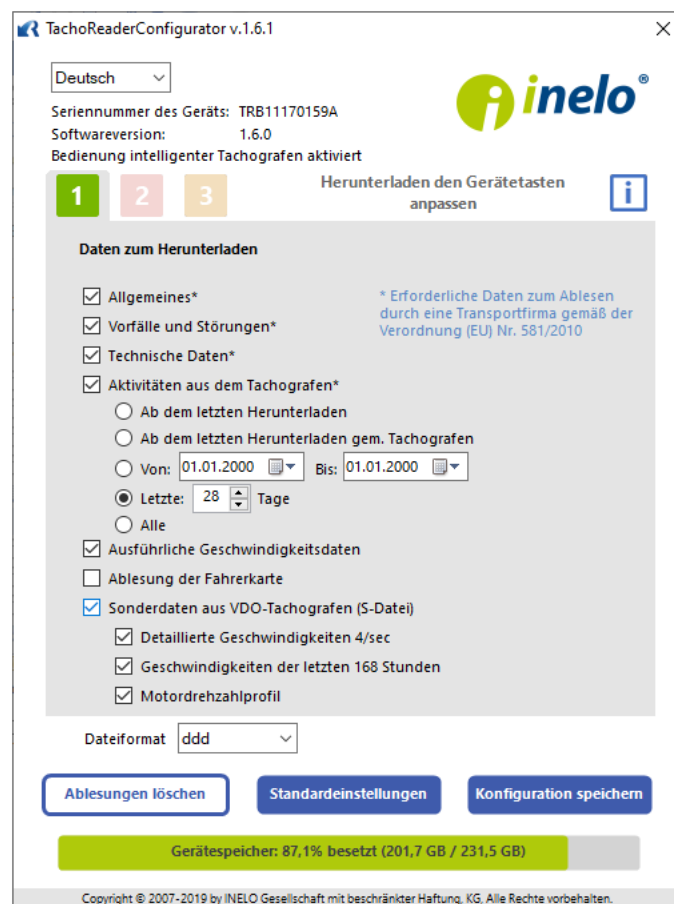 TachoReaderConfigurator v.1.6.1
Deutsch
inelo®
Seriennummer des Geräts: TRB11170159A
Softwareversion: 1.6.0
Bedienung intelligenter Tachografen aktiviert
1 2 3
Herunterladen den Gerätetasten
anpassen
i
Daten zum Herunterladen
Allgemeines*
* Erforderliche Daten zum Ablesen
durch eine Transportfirma gemäß der
Verordnung (EU) Nr. 581/2010
Vorfälle und Störungen*
Technische Daten*
Aktivitäten aus dem Tachografen*
Ab dem letzten Herunterladen
Ab dem letzten Herunterladen gem. Tachografen
Von: 01.01.2000 Bis: 01.01.2000
Letzte: 28 Tage
Alle
Ausführliche Geschwindigkeitsdaten
Ablesung der Fahrerkarte
Sonderdaten aus VDO-Tachografen (S-Datei)
Detaillierte Geschwindigkeiten 4/sec
Geschwindigkeiten der letzten 168 Stunden
Motordrehzahlprofil
Dateiformat ddd
Ablesungen löschen Standardeinstellungen Konfiguration speichern
Gerätespeicher: 87,1% besetzt (201,7 GB / 231,5 GB)
Copyright © 2007-2019 by INELO Gesellschaft mit beschränkter Haftung, KG, Alle Rechte vorbehalten.